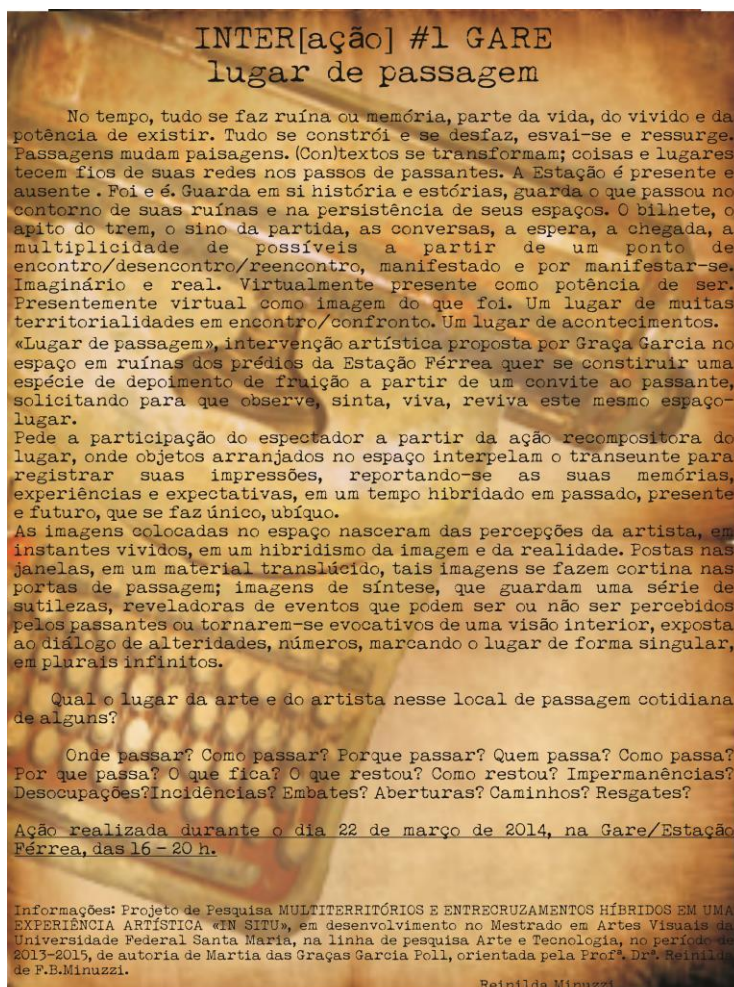 INTER[ação] #1 GARE
lugar de passagem
No tempo, tudo se faz ruína ou memória, parte da vida, do vivido e da
potência de existir. Tudo se constrói e se desfaz, esvai-se e ressurge.
Passagens mudam paisagens. (Con)textos se transformam; coisas e lugares
tecem fios de suas redes nos passos de passantes. A Estação é presente e
ausente . Foi e é. Guarda em si história e estórias, guarda o que passou no
contorno de suas ruínas e na persistência de seus espaços. O bilhete, o
apito do trem, o sino da partida, as conversas, a espera, a chegada, a
multiplicidade de possíveis a partir de um ponto de
encontro/desencontro/reencontro, manifestado e por manifestar-se.
Imaginário e real. Virtualmente presente como potência de ser.
Presentemente virtual como imagem do que foi. Um lugar de muitas
territorialidades em encontro/confronto. Um lugar de acontecimentos.
«Lugar de passagem», intervenção artística proposta por Graça Garcia no
espaço em ruínas dos prédios da Estação Férrea quer se construir uma
espécie de depoimento de fruição a partir de um convite ao passante,
solicitando para que observe, sinta, viva, reviva este mesmo espaço-
lugar.
Pede a participação do espectador a partir da ação recompositora do
lugar, onde objetos arranjados no espaço interpelam o transeunte para
registrar suas impressões, reportando-se as suas memórias,
experiências e expectativas, em um tempo hibridado em passado, presente
e futuro, que se faz único, ubíquo.
As imagens colocadas no espaço nasceram das percepções da artista, em
instantes vividos, em um hibridismo da imagem e da realidade. Postas nas
janelas, em um material translúcido, tais imagens se fazem cortina nas
portas de passagem; imagens de síntese, que guardam uma série de
sutilezas, reveladoras de eventos que podem ser ou não ser percebidos
pelos passantes ou tornarem-se evocativos de uma visão interior, exposta
ao diálogo de alteridades, números, marcando o lugar de forma singular,
em plurais infinitos.
Qual o lugar da arte e do artista nesse local de passagem cotidiana
de alguns?
Onde passar? Como passar? Porque passar? Quem passa? Como passa?
Por que passa? O que fica? O que restou? Como restou? Impermanências?
Desocupações?Incidências? Embates? Aberturas? Caminhos? Resgates?
Ação realizada durante o dia 22 de março de 2014, na Gare/Estação
Férrea, das 16 – 20 h.
Informações: Projeto de Pesquisa MULTITERRITÓRIOS E ENTRECRUZAMENTOS HÍBRIDOS EM UMA
EXPERIÊNCIA ARTÍSTICA «IN SITU», em desenvolvimento no Mestrado em Artes Visuais da
Universidade Federal Santa Maria, na linha de pesquisa Arte e Tecnologia, no período de
2013-2015, de autoria de Martia das Graças Garcia Poll, orientada pela Profª. Drª. Reinilda
de F.B.Minuzzi.
Reinilda Minuzzi